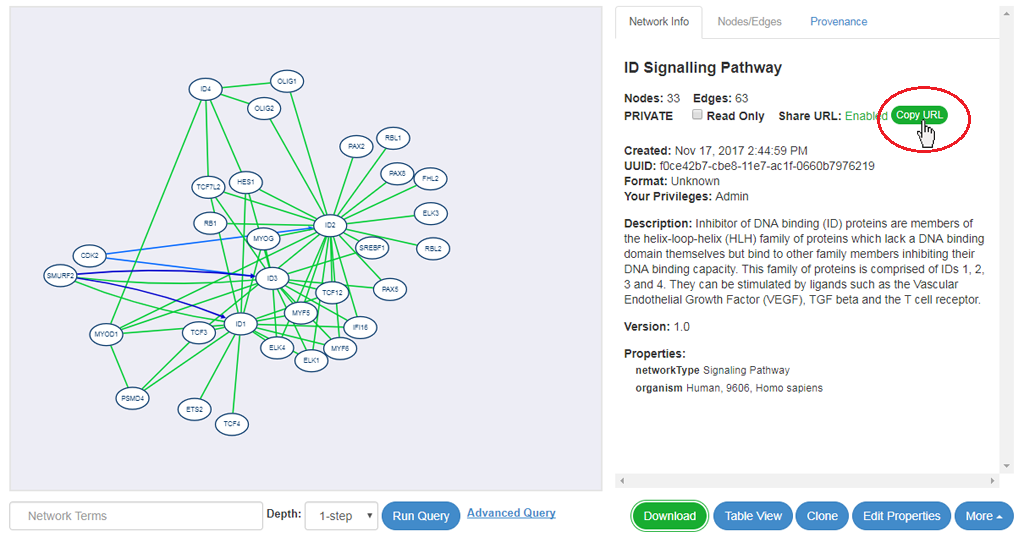 Network Info Nodes/Edges Provenance
ID Signalling Pathway
Nodes: 33 Edges: 63
PRIVATE Read Only Share URL: Enabled Copy URL
Created: Nov 17, 2017 2:44:59 PM
UUID: f0ce42b7-cbe8-11e7-ac1f-0660b7976219
Format: Unknown
Your Privileges: Admin
Description: Inhibitor of DNA binding (ID) proteins are members of
the helix-loop-helix (HLH) family of proteins which lack a DNA binding
domain themselves but bind to other family members inhibiting their
DNA binding capacity. This family of proteins is comprised of IDs 1, 2,
3 and 4. They can be stimulated by ligands such as the Vascular
Endothelial Growth Factor (VEGF), TGF beta and the T cell receptor.
Version: 1.0
Properties:
networkType Signaling Pathway
organism Human, 9606, Homo sapiens
ID4
OLIG1
OLIG2
RBL1
PAX2
PAX8
FHL2
TCF7L2
HES1
ELK3
RB1
ID2
MYOG
SREBF1
RBL2
CDK2
SMURF2
ID3
TCF12
PAX5
MYF5
ID1
IFI16
MYOD1
TCF3
ELK4
MYF6
ELK1
PSMD4
ETS2
TCF4
Network Terms Depth: 1-step Run Query Advanced Query
Download Table View Clone Edit Properties More